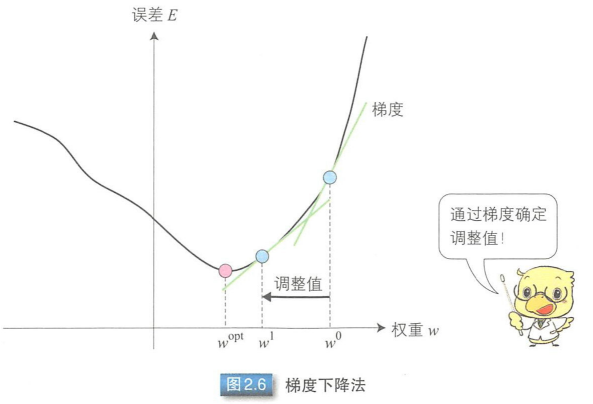 误差 E
梯度
通过梯度确定
调整值！
调整值
w^opt w^1 w^0 权重 w
图2.6 梯度下降法